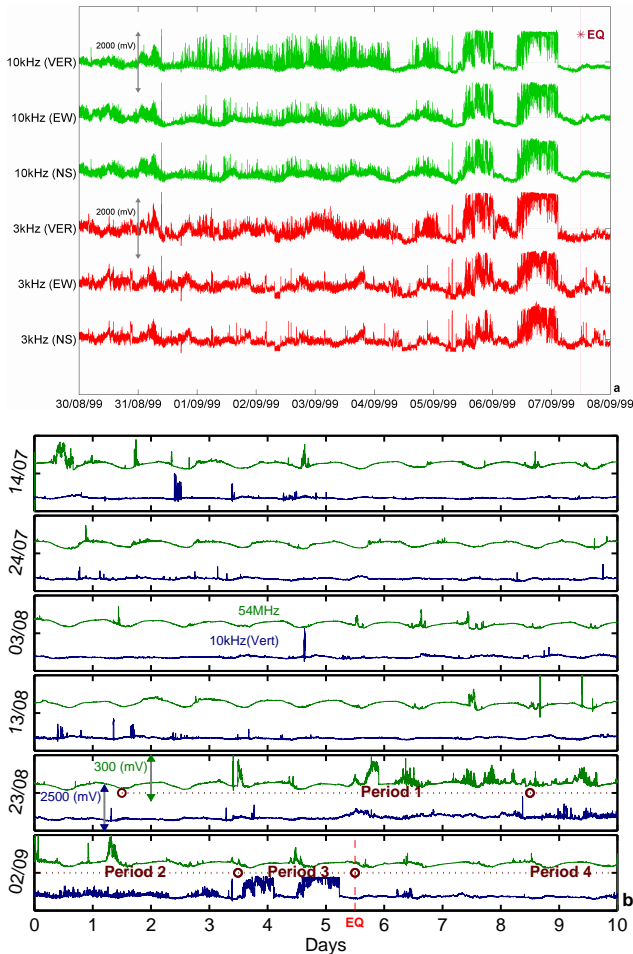 2000 (mV)
* EQ
10kHz (VER)
10kHz (EW)
10kHz (NS)
2000 (mV)
3kHz (VER)
3kHz (EW)
3kHz (NS)
a
30/08/99 31/08/99 01/09/99 02/09/99 03/09/99 04/09/99 05/09/99 06/09/99 07/09/99 08/09/99
14/07
24/07
03/08
54MHz
10kHz(Vert)
13/08
23/08
300 (mV)
2500 (mV)
Period 1
02/09
Period 2 Period 3 Period 4
b
0 1 2 3 4 5 6 7 8 9 10
EQ
Days